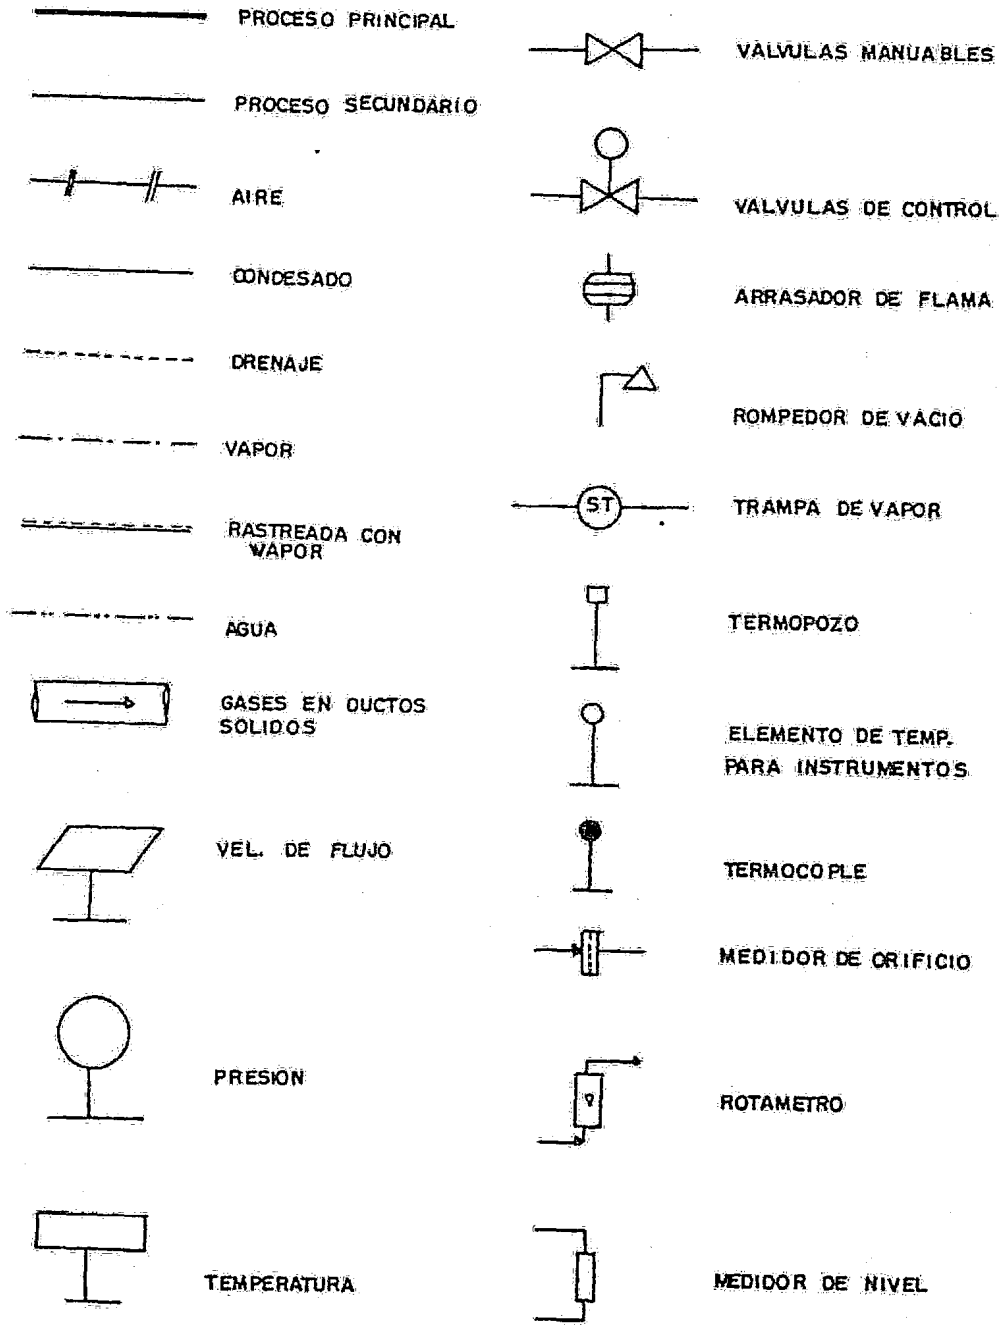 PROCESO PRINCIPAL
PROCESO SECUNDARIO
AIRE
CONDESADO
DRENAJE
VAPOR
RASTREADA CON
VAPOR
AGUA
GASES EN DUCTOS
SOLIDOS
VEL. DE FLUJO
PRESION
TEMPERATURA
VALVULAS MANUABLES
VALVULAS DE CONTROL
ARRASADOR DE FLAMA
ROMPEDOR DE VACIO
ST
TRAMPA DE VAPOR
TERMOPOZO
ELEMENTO DE TEMP.
PARA INSTRUMENTOS
TERMOCOPLE
MEDIDOR DE ORIFICIO
ROTAMETRO
MEDIDOR DE NIVEL